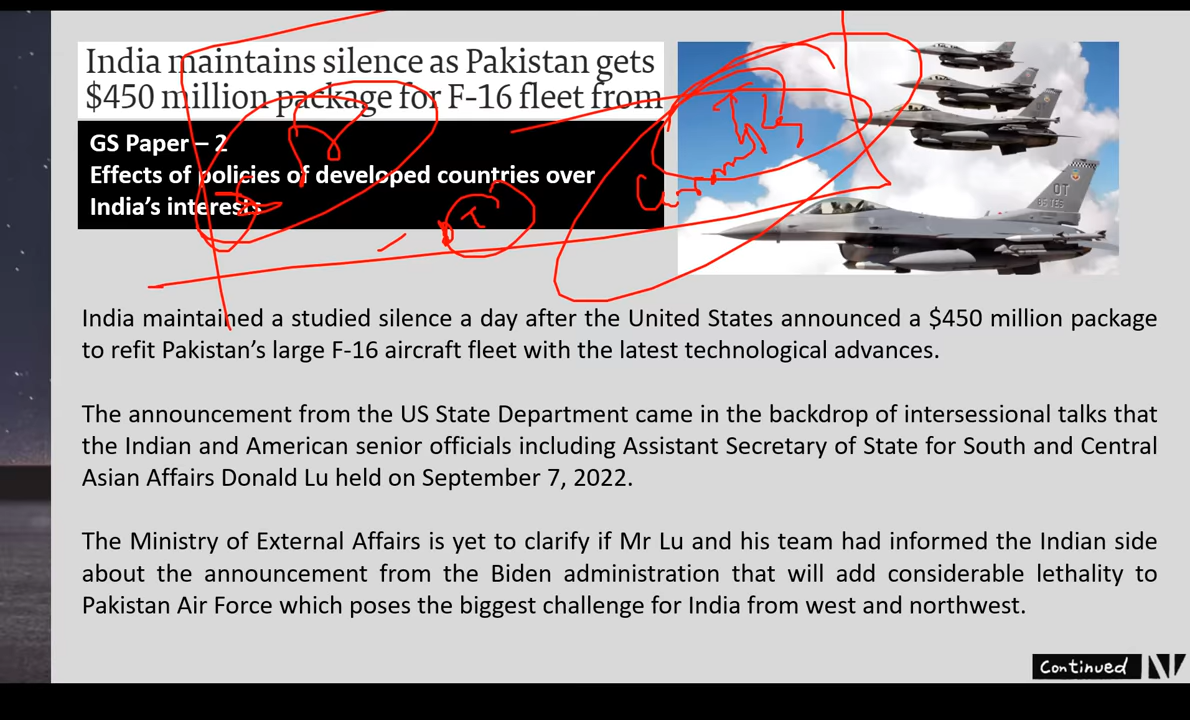 India maintains silence as Pakistan gets
$450 million package for F-16 fleet from
GS Paper – 2
Effects of policies of developed countries over
India's interests
OT
85 TES
India maintained a studied silence a day after the United States announced a $450 million package
to refit Pakistan's large F-16 aircraft fleet with the latest technological advances.
The announcement from the US State Department came in the backdrop of intersessional talks that
the Indian and American senior officials including Assistant Secretary of State for South and Central
Asian Affairs Donald Lu held on September 7, 2022.
The Ministry of External Affairs is yet to clarify if Mr Lu and his team had informed the Indian side
about the announcement from the Biden administration that will add considerable lethality to
Pakistan Air Force which poses the biggest challenge for India from west and northwest.
Continued